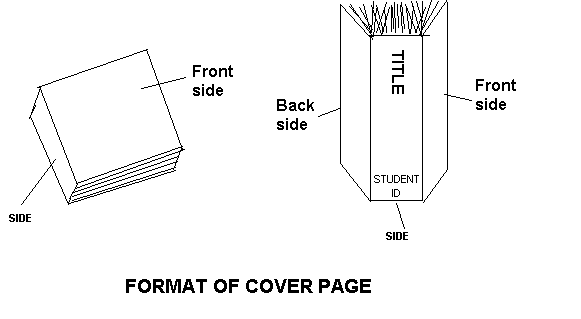 Front
side
SIDE
TITLE
Back
side
Front
side
STUDENT
ID
SIDE
FORMAT OF COVER PAGE